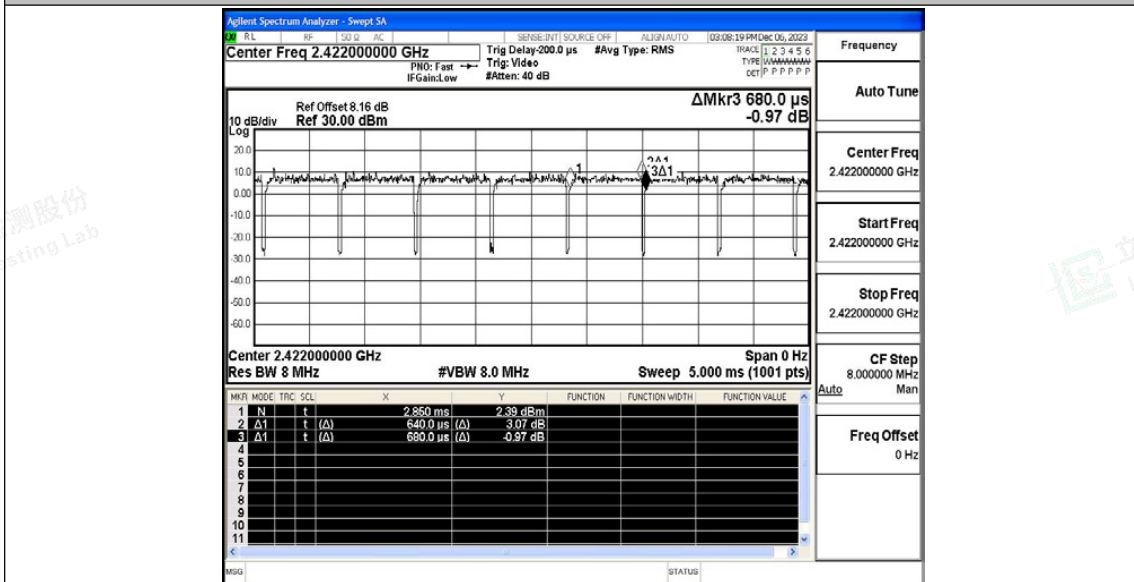 Agilent Spectrum Analyzer - Swept SA
RL RF 50 Ω AC SENSE:INT SOURCE OFF ALIGN AUTO 03:08:19 PM Dec 06, 2023
Center Freq 2.422000000 GHz
PNO: Fast
IFGain:Low
Trig Delay-200.0 µs #Avg Type: RMS
Trig: Video
#Atten: 40 dB
TRACE 1 2 3 4 5 6
TYPE
DET P P P P P P
Frequency
Auto Tune
Center Freq
2.422000000 GHz
Start Freq
2.422000000 GHz
Stop Freq
2.422000000 GHz
CF Step
8.000000 MHz
Auto Man
Freq Offset
0 Hz
ΔMkr3 680.0 µs
-0.97 dB
Ref Offset 8.16 dB
10 dB/div Ref 30.00 dBm
Log
20.0
10.0
0.00
-10.0
-20.0
-30.0
-40.0
-50.0
-60.0
1
2Δ1
3Δ1
Center 2.422000000 GHz Span 0 Hz
Res BW 8 MHz #VBW 8.0 MHz Sweep 5.000 ms (1001 pts)
MKR MODE TRC SCL X Y FUNCTION FUNCTION WIDTH FUNCTION VALUE
1 N t 2.850 ms 2.39 dBm
2 Δ1 t (Δ) 640.0 µs (Δ) 3.07 dB
3 Δ1 t (Δ) 680.0 µs (Δ) -0.97 dB
4
5
6
7
8
9
10
11
MSG STATUS
测股份
esting Lab
立